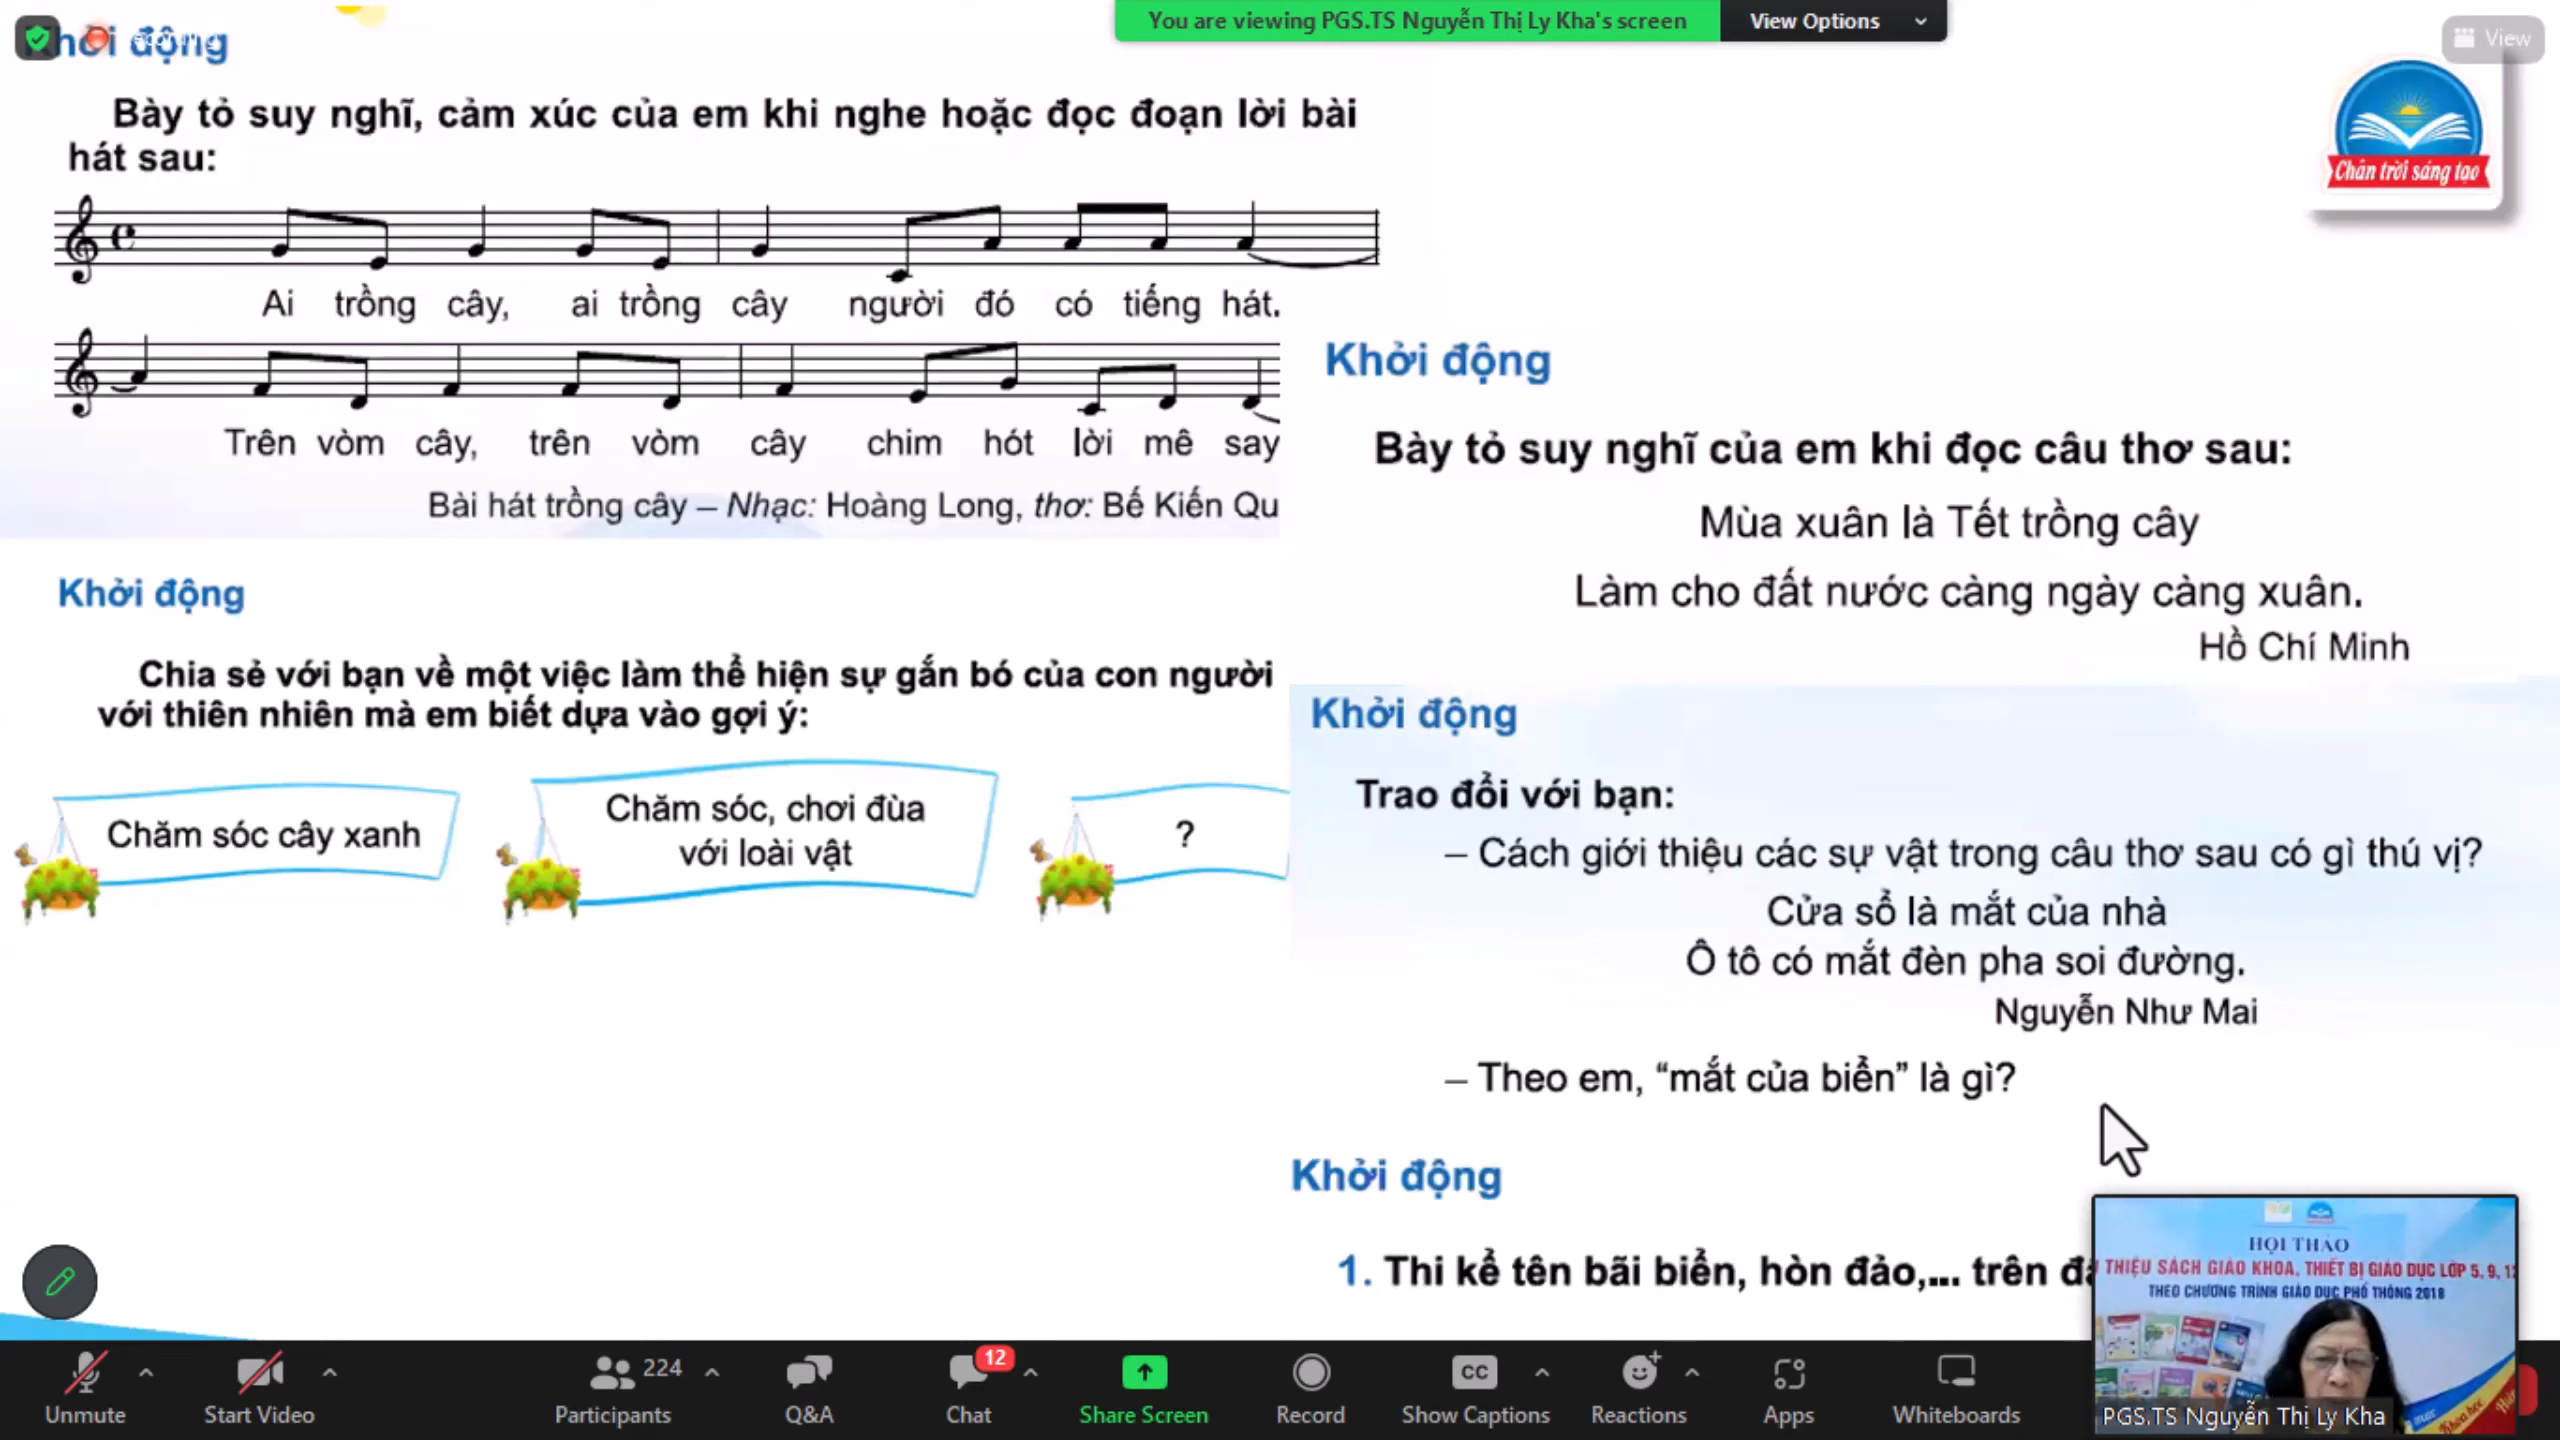 You are viewing PGS.TS Nguyễn Thị Ly Kha's screen
View Options
View
Khởi động
Bày tỏ suy nghĩ, cảm xúc của em khi nghe hoặc đọc đoạn lời bài
hát sau:
Ai trồng cây, ai trồng cây người đó có tiếng hát.
Trên vòm cây, trên vòm cây chim hót lời mê say
Bài hát trồng cây – Nhạc: Hoàng Long, thơ: Bế Kiến Qu
Khởi động
Chia sẻ với bạn về một việc làm thể hiện sự gắn bó của con người
với thiên nhiên mà em biết dựa vào gợi ý:
Chăm sóc cây xanh
Chăm sóc, chơi đùa
với loài vật
?
Chân trời sáng tạo
Khởi động
Bày tỏ suy nghĩ của em khi đọc câu thơ sau:
Mùa xuân là Tết trồng cây
Làm cho đất nước càng ngày càng xuân.
Hồ Chí Minh
Khởi động
Trao đổi với bạn:
– Cách giới thiệu các sự vật trong câu thơ sau có gì thú vị?
Cửa sổ là mắt của nhà
Ô tô có mắt đèn pha soi đường.
Nguyễn Như Mai
– Theo em, “mắt của biển” là gì?
Khởi động
1. Thi kể tên bãi biển, hòn đảo,... trên
HỘI THẢO
THIỆU SÁCH GIÁO KHOA, THIẾT BỊ GIÁO DỤC LỚP 5, 9, 1
THEO CHƯƠNG TRÌNH GIÁO DỤC PHỔ THÔNG 2018
PGS.TS Nguyễn Thị Ly Kha
Unmute
Start Video
224
Participants
Q&A
12
Chat
Share Screen
Record
CC
Show Captions
Reactions
Apps
Whiteboards